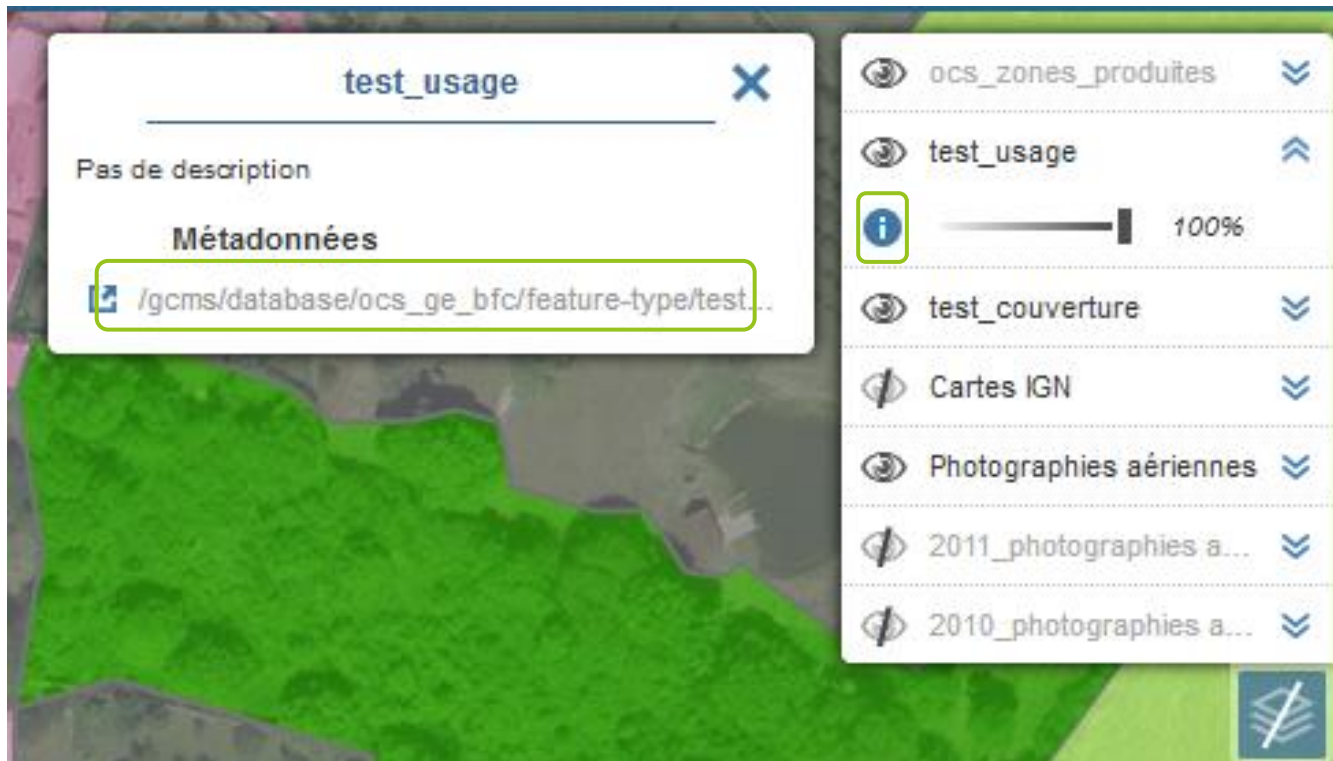 test_usage
Pas de description
Métadonnées
/gcms/database/ocs_ge_bfc/feature-type/test...
ocs_zones_produites
test_usage
100%
test_couverture
Cartes IGN
Photographies aériennes
2011_photographies a...
2010_photographies a...